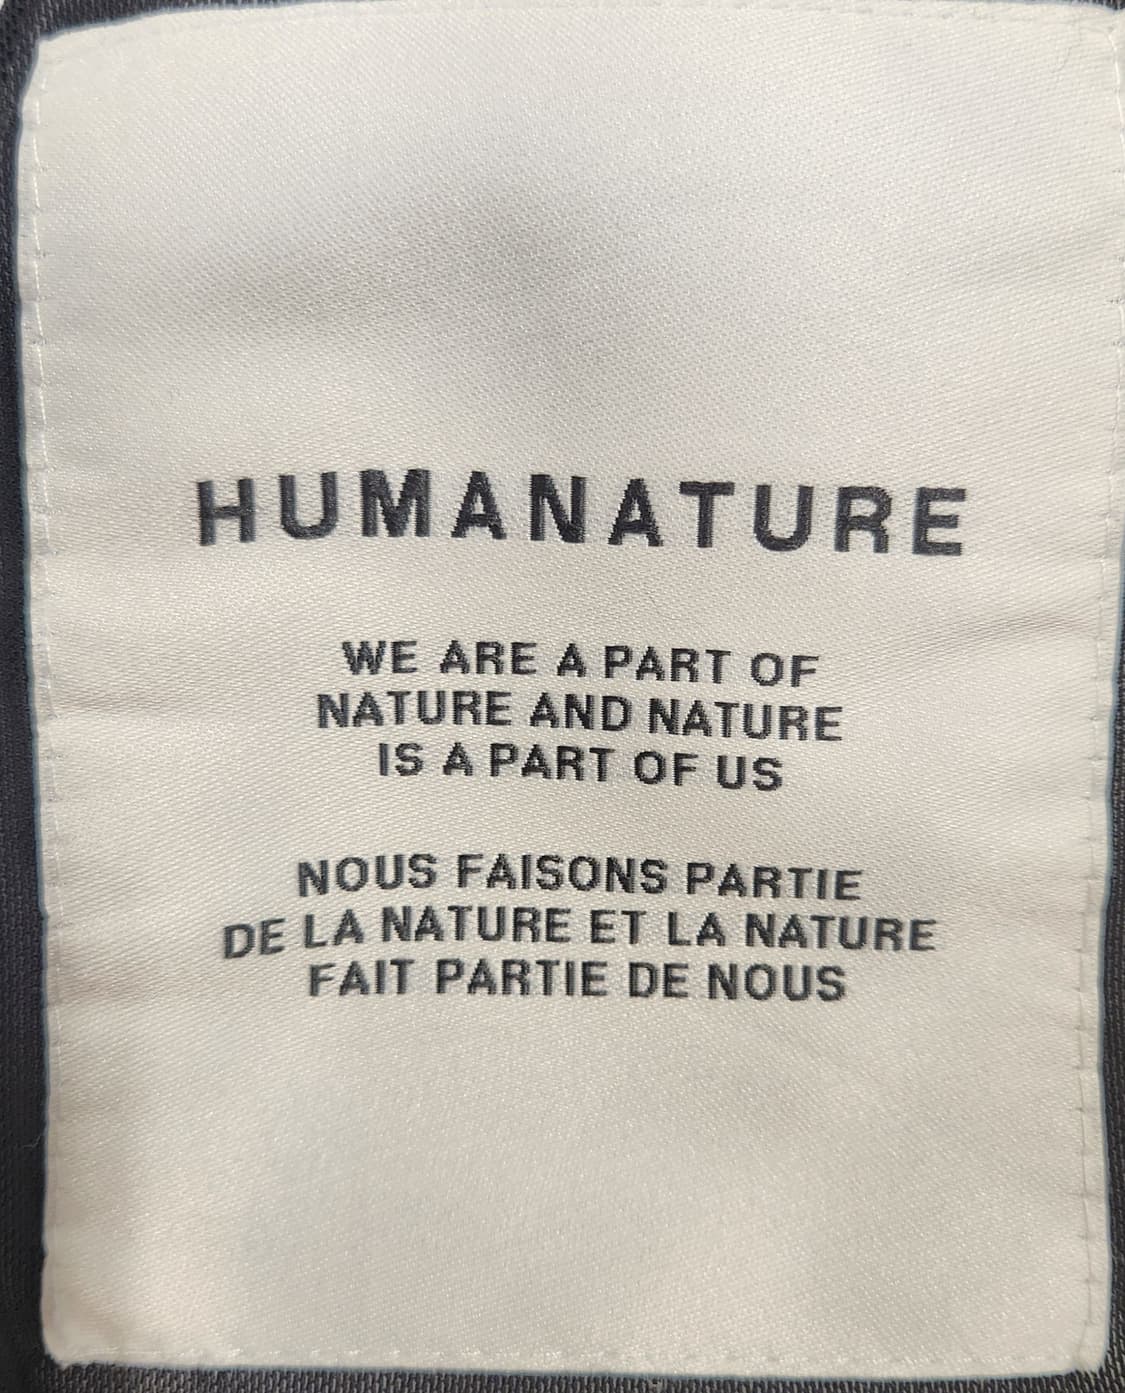 HUMANATURE
WE ARE A PART OF
NATURE AND NATURE
IS A PART OF US
NOUS FAISONS PARTIE
DE LA NATURE ET LA NATURE
FAIT PARTIE DE NOUS